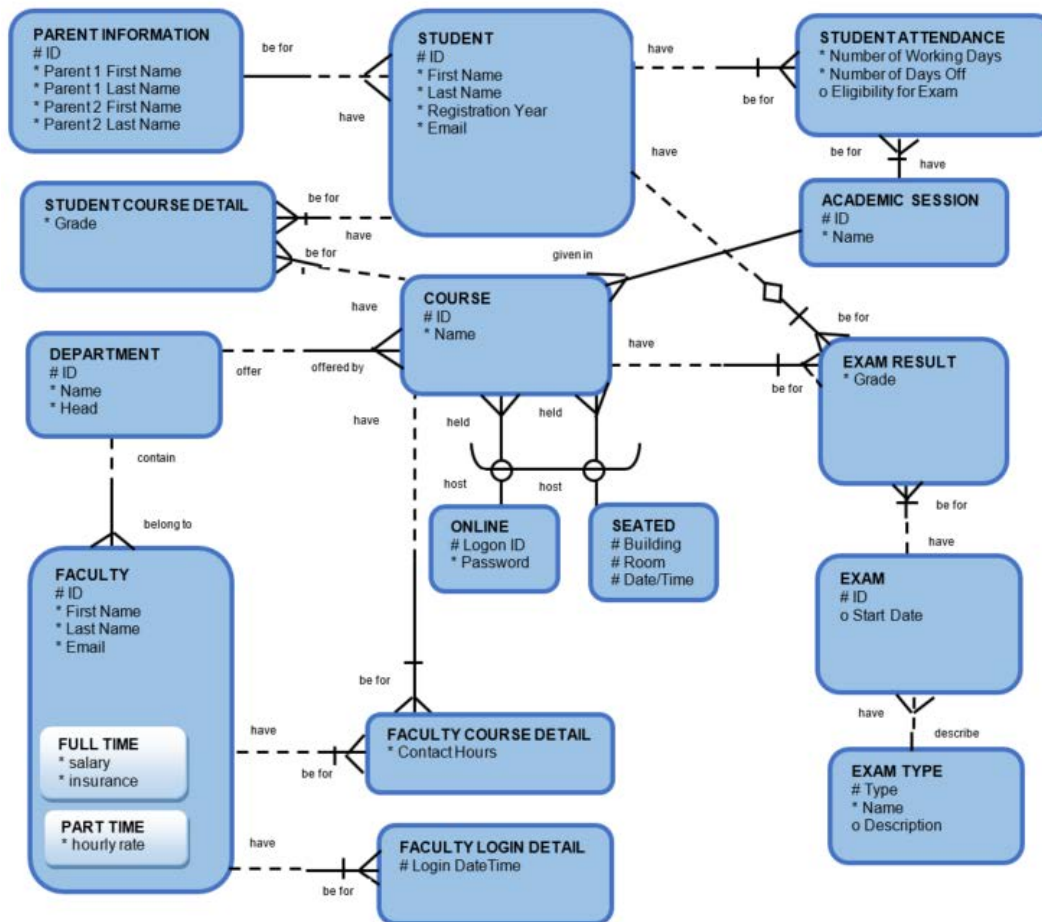 PARENT INFORMATION
# ID
* Parent 1 First Name
* Parent 1 Last Name
* Parent 2 First Name
* Parent 2 Last Name
be for
have
STUDENT
# ID
* First Name
* Last Name
* Registration Year
* Email
have
be for
STUDENT ATTENDANCE
* Number of Working Days
* Number of Days Off
o Eligibility for Exam
be for
have
ACADEMIC SESSION
# ID
* Name
STUDENT COURSE DETAIL
* Grade
be for
have
be for
have
have
be for
given in
COURSE
# ID
* Name
DEPARTMENT
# ID
* Name
* Head
offer
offered by
have
be for
EXAM RESULT
* Grade
have
held
held
host
host
contain
belong to
ONLINE
# Logon ID
* Password
SEATED
# Building
# Room
# Date/Time
be for
have
EXAM
# ID
o Start Date
FACULTY
# ID
* First Name
* Last Name
* Email
FULL TIME
* salary
* insurance
PART TIME
* hourly rate
be for
have
be for
FACULTY COURSE DETAIL
* Contact Hours
have
describe
EXAM TYPE
# Type
* Name
o Description
have
be for
FACULTY LOGIN DETAIL
# Login DateTime